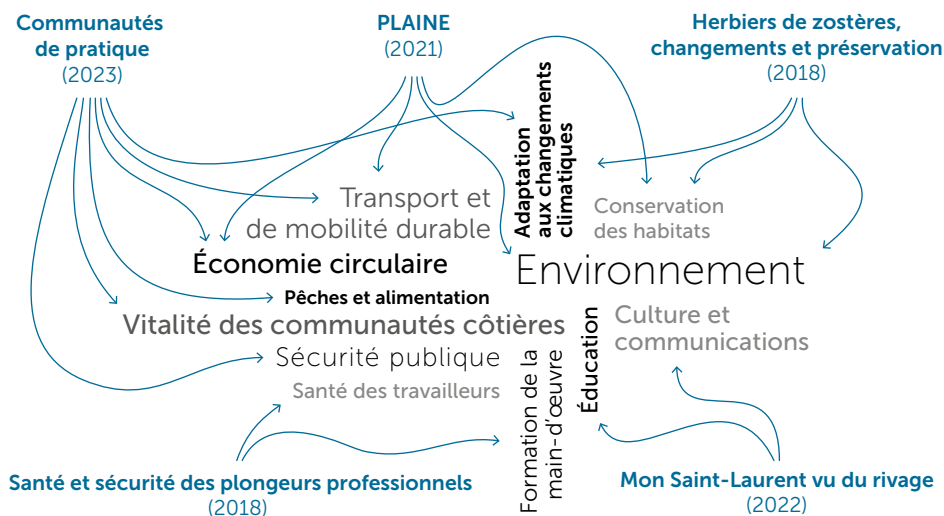 Communautés
de pratique
(2023)
PLAINE
(2021)
Herbiers de zostères,
changements et préservation
(2018)
Adaptation
aux changements
climatiques
Transport et
de mobilité durable
Conservation
des habitats
Économie circulaire
Environnement
Pêches et alimentation
Vitalité des communautés côtières
Culture et
communications
Sécurité publique
Santé des travailleurs
Formation de la
main-d’œuvre
Éducation
Santé et sécurité des plongeurs professionnels
(2018)
Mon Saint-Laurent vu du rivage
(2022)